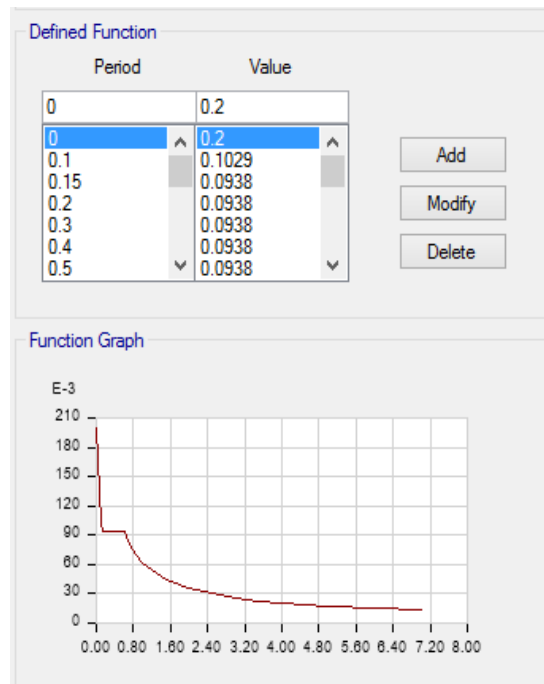 Defined Function
Period Value
0 0.2
0 0.2
0.1 0.1029
0.15 0.0938
0.2 0.0938
0.3 0.0938
0.4 0.0938
0.5 0.0938
Add
Modify
Delete
Function Graph
E-3
210
180
150
120
90
60
30
0
0.00 0.80 1.60 2.40 3.20 4.00 4.80 5.60 6.40 7.20 8.00